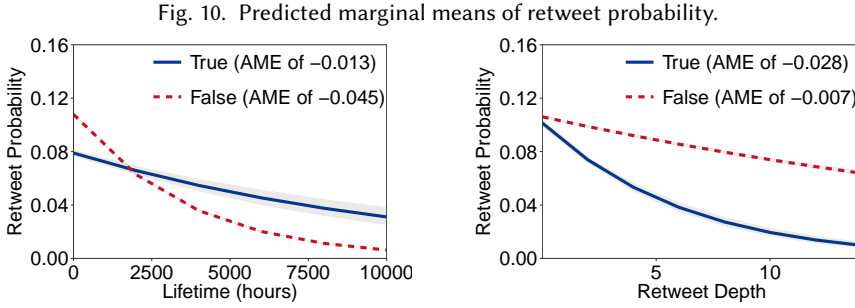 Fig. 10. Predicted marginal means of retweet probability.
0.16
0.12
0.08
0.04
0.00
Retweet Probability
True (AME of −0.013)
False (AME of −0.045)
0
2500
5000
7500
10000
Lifetime (hours)
0.16
0.12
0.08
0.04
0.00
Retweet Probability
True (AME of −0.028)
False (AME of −0.007)
5
10
Retweet Depth